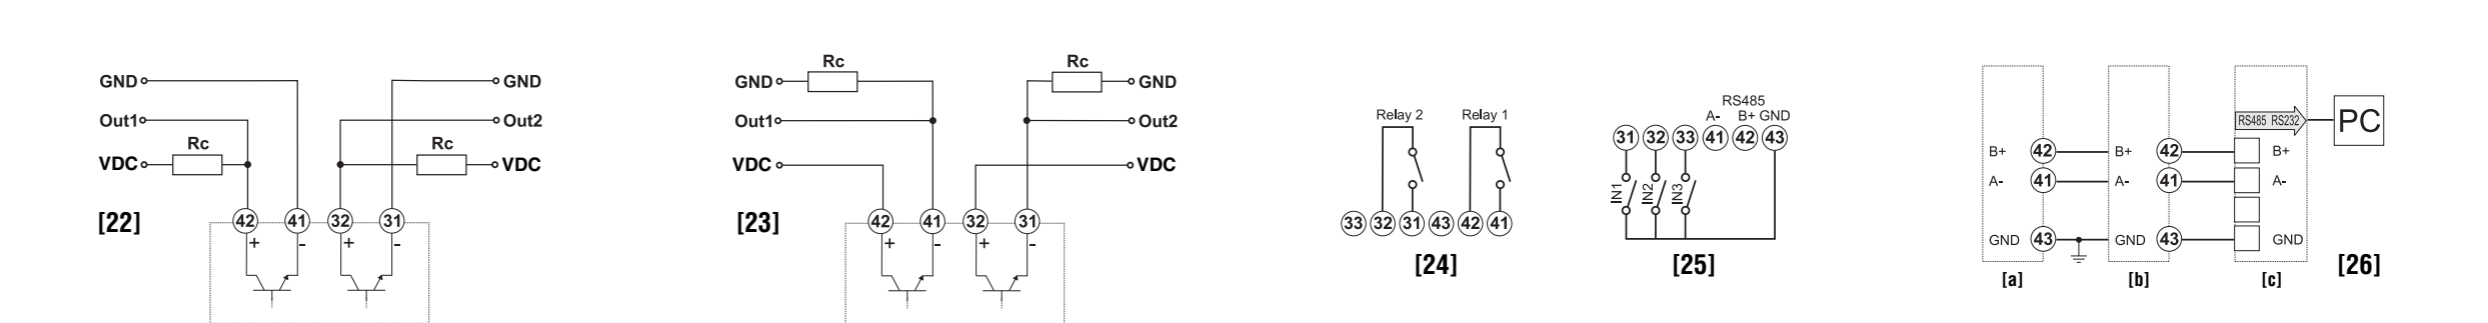 GND
Out1
VDC
Rc
GND
Out2
Rc
VDC
42 41 32 31
+ - + -
[22]
Rc
GND
Out1
VDC
Rc
GND
Out2
VDC
42 41 32 31
+ - + -
[23]
Relay 2 Relay 1
33 32 31 43 42 41
[24]
RS485
A- B+ GND
31 32 33 41 42 43
IN1 IN2 IN3
[25]
RS485 RS232
PC
B+ 42 B+ 42 B+
A- 41 A- 41 A-
GND 43 GND 43 GND
[a] [b] [c]
[26]